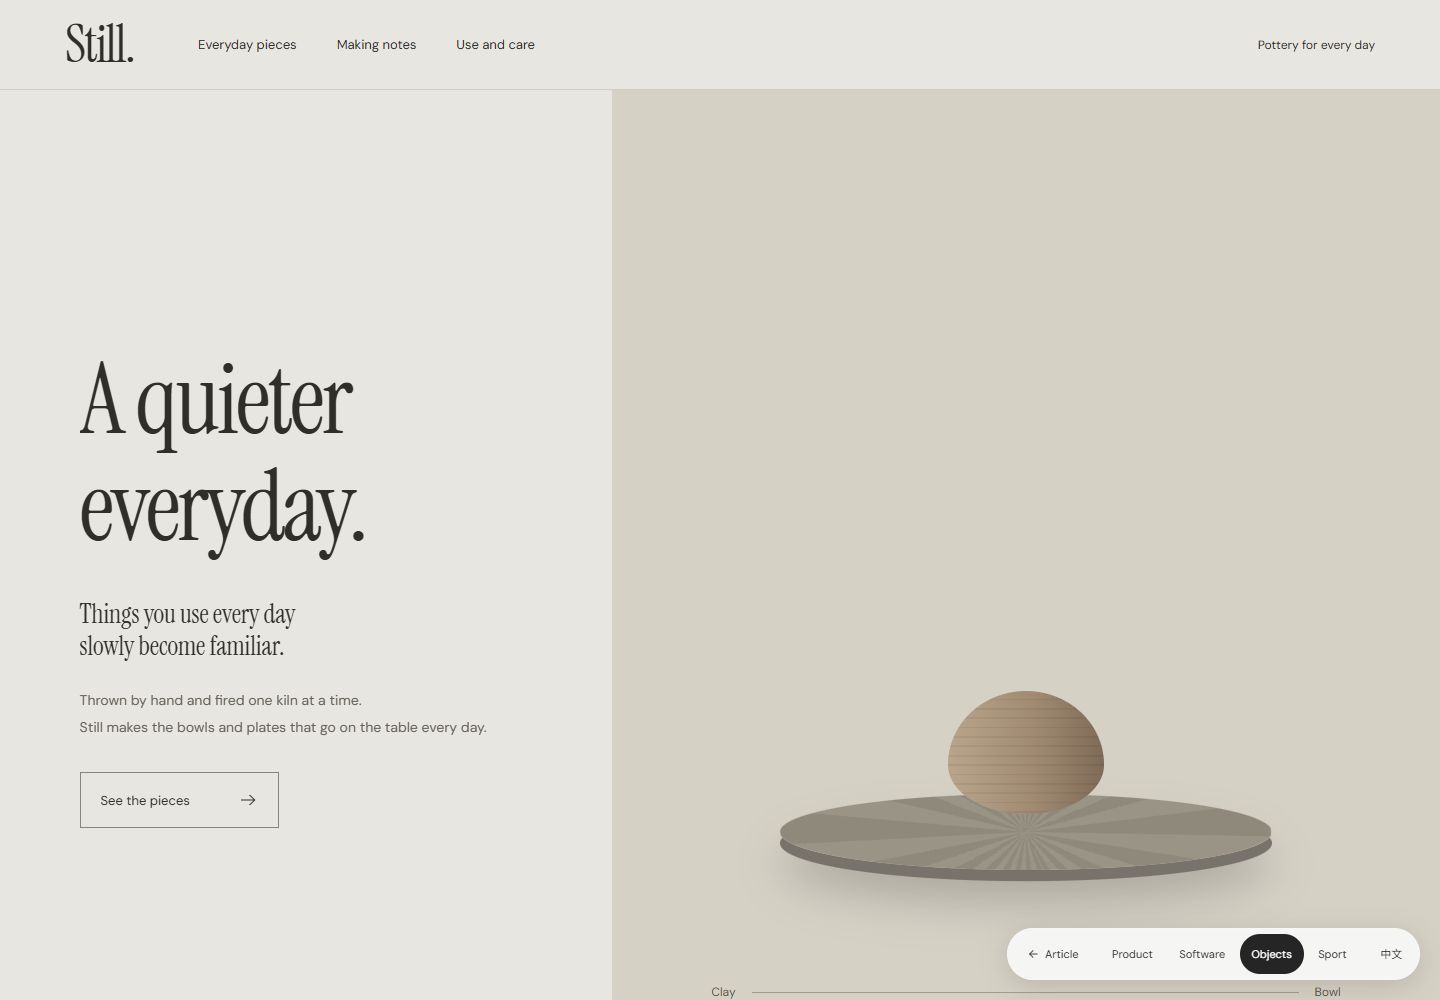 Still.
Everyday pieces
Making notes
Use and care
Pottery for every day
A quieter
everyday.
Things you use every day
slowly become familiar.
Thrown by hand and fired one kiln at a time.
Still makes the bowls and plates that go on the table every day.
See the pieces →
← Article
Product
Software
Objects
Sport
中文
Clay
Bowl